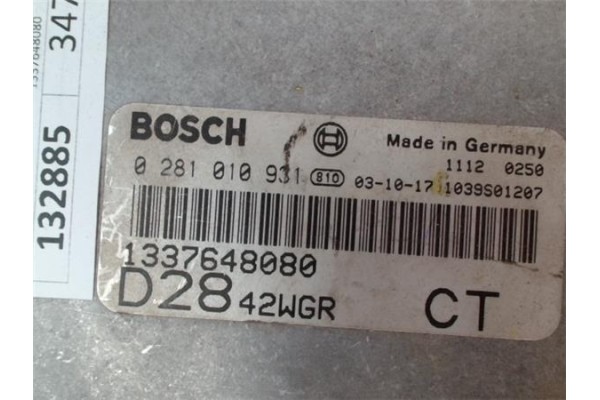 BOSCH
Made in Germany
1112 0250
0 281 010 931 810 03-10-17 1039S01207
1337648080
D28 42WGR CT
132885
1337648080
347